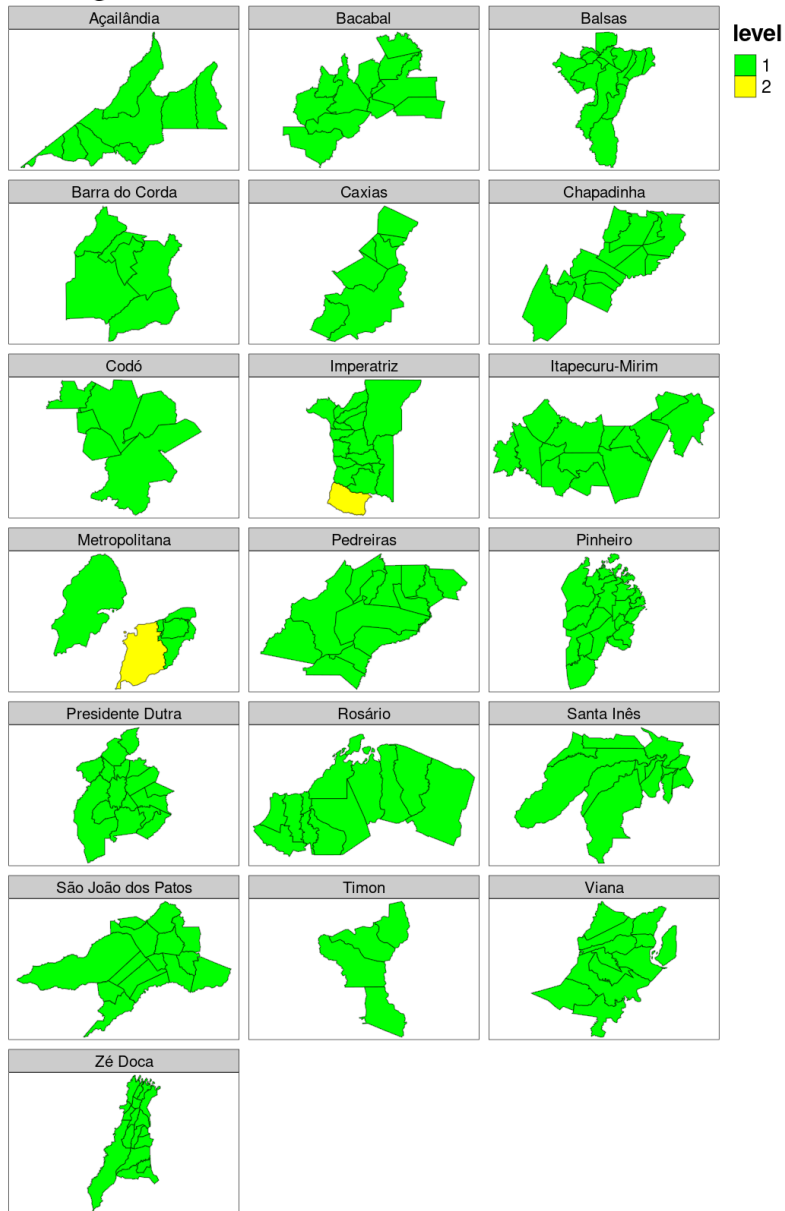 Açailândia
Bacabal
Balsas
level
1
2
Barra do Corda
Caxias
Chapadinha
Codó
Imperatriz
Itapecuru-Mirim
Metropolitana
Pedreiras
Pinheiro
Presidente Dutra
Rosário
Santa Inês
São João dos Patos
Timon
Viana
Zé Doca